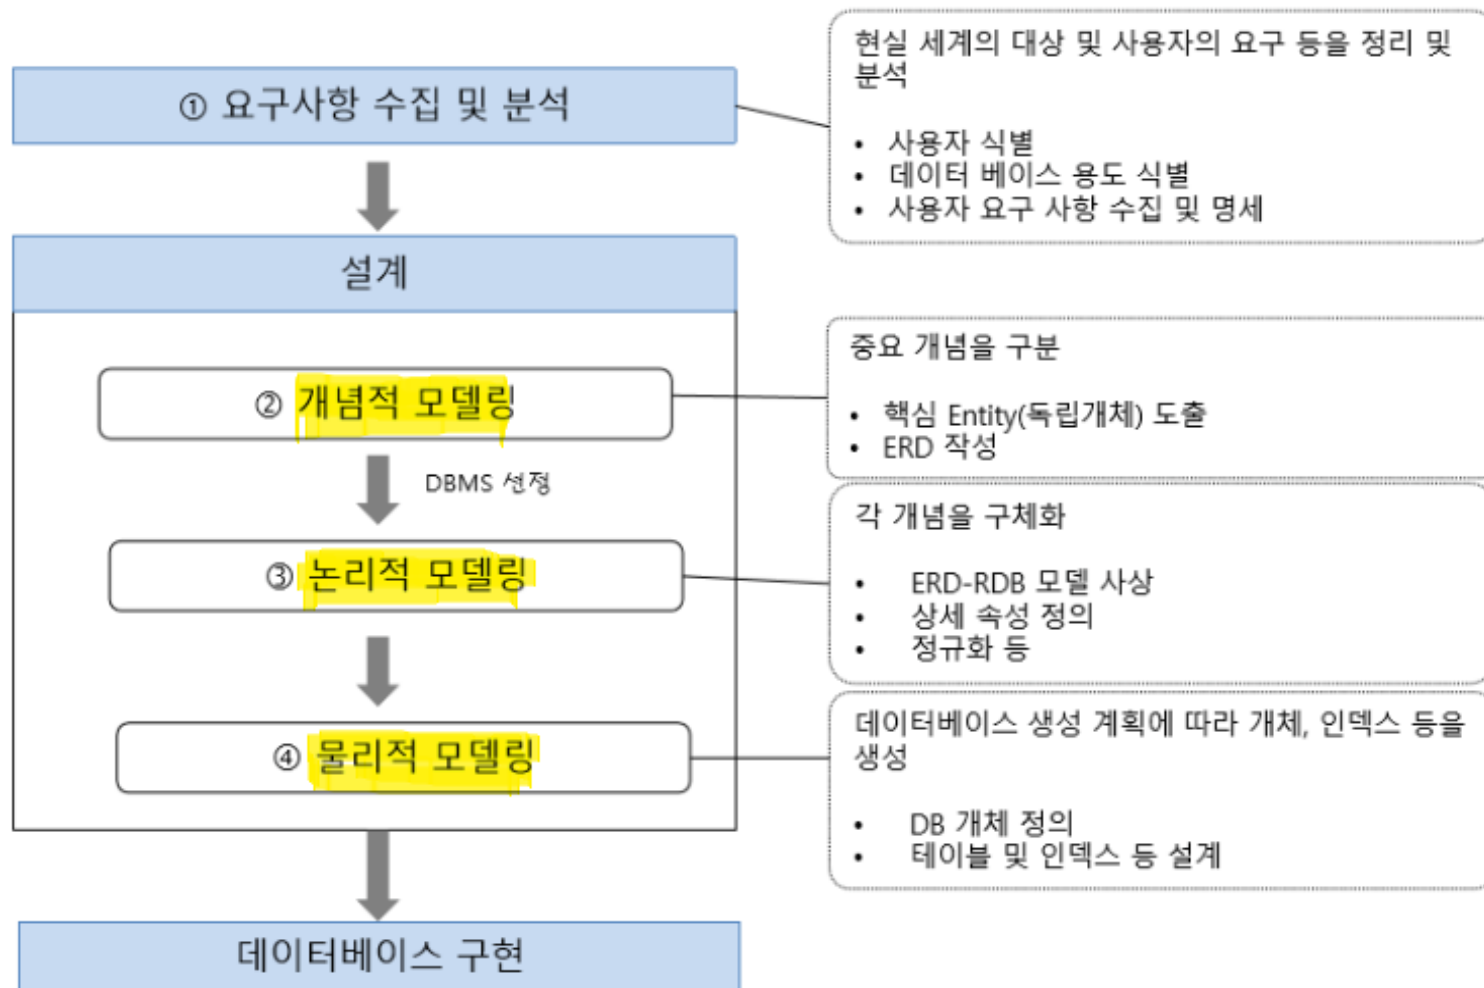 ① 요구사항 수집 및 분석
현실 세계의 대상 및 사용자의 요구 등을 정리 및
분석
• 사용자 식별
• 데이터 베이스 용도 식별
• 사용자 요구 사항 수집 및 명세
설계
② 개념적 모델링
중요 개념을 구분
• 핵심 Entity(독립개체) 도출
• ERD 작성
DBMS 선정
③ 논리적 모델링
각 개념을 구체화
• ERD-RDB 모델 사상
• 상세 속성 정의
• 정규화 등
④ 물리적 모델링
데이터베이스 생성 계획에 따라 개체, 인덱스 등을
생성
• DB 개체 정의
• 테이블 및 인덱스 등 설계
데이터베이스 구현